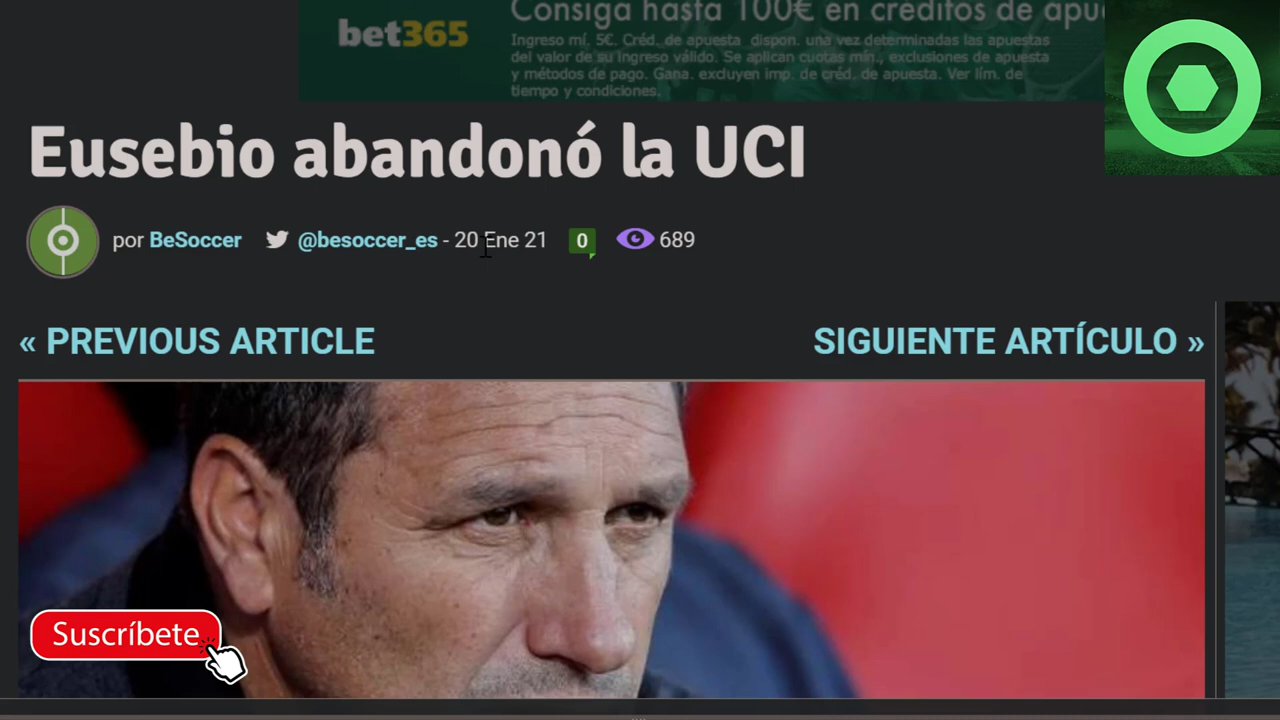 bet365
Consiga hasta 100€ en créditos de apu
Ingreso mí. 5€. Créd. de apuesta dispon. una vez determinadas las apuestas
del valor de su ingreso válido. Se aplican cuotas mín., exclusiones de apuesta
y métodos de pago. Gana. excluyen imp. de créd. de apuesta. Ver lím. de
tiempo y condiciones.
Eusebio abandonó la UCI
por BeSoccer @besoccer_es - 20 Ene 21 0 689
« PREVIOUS ARTICLE SIGUIENTE ARTÍCULO »
Suscríbete